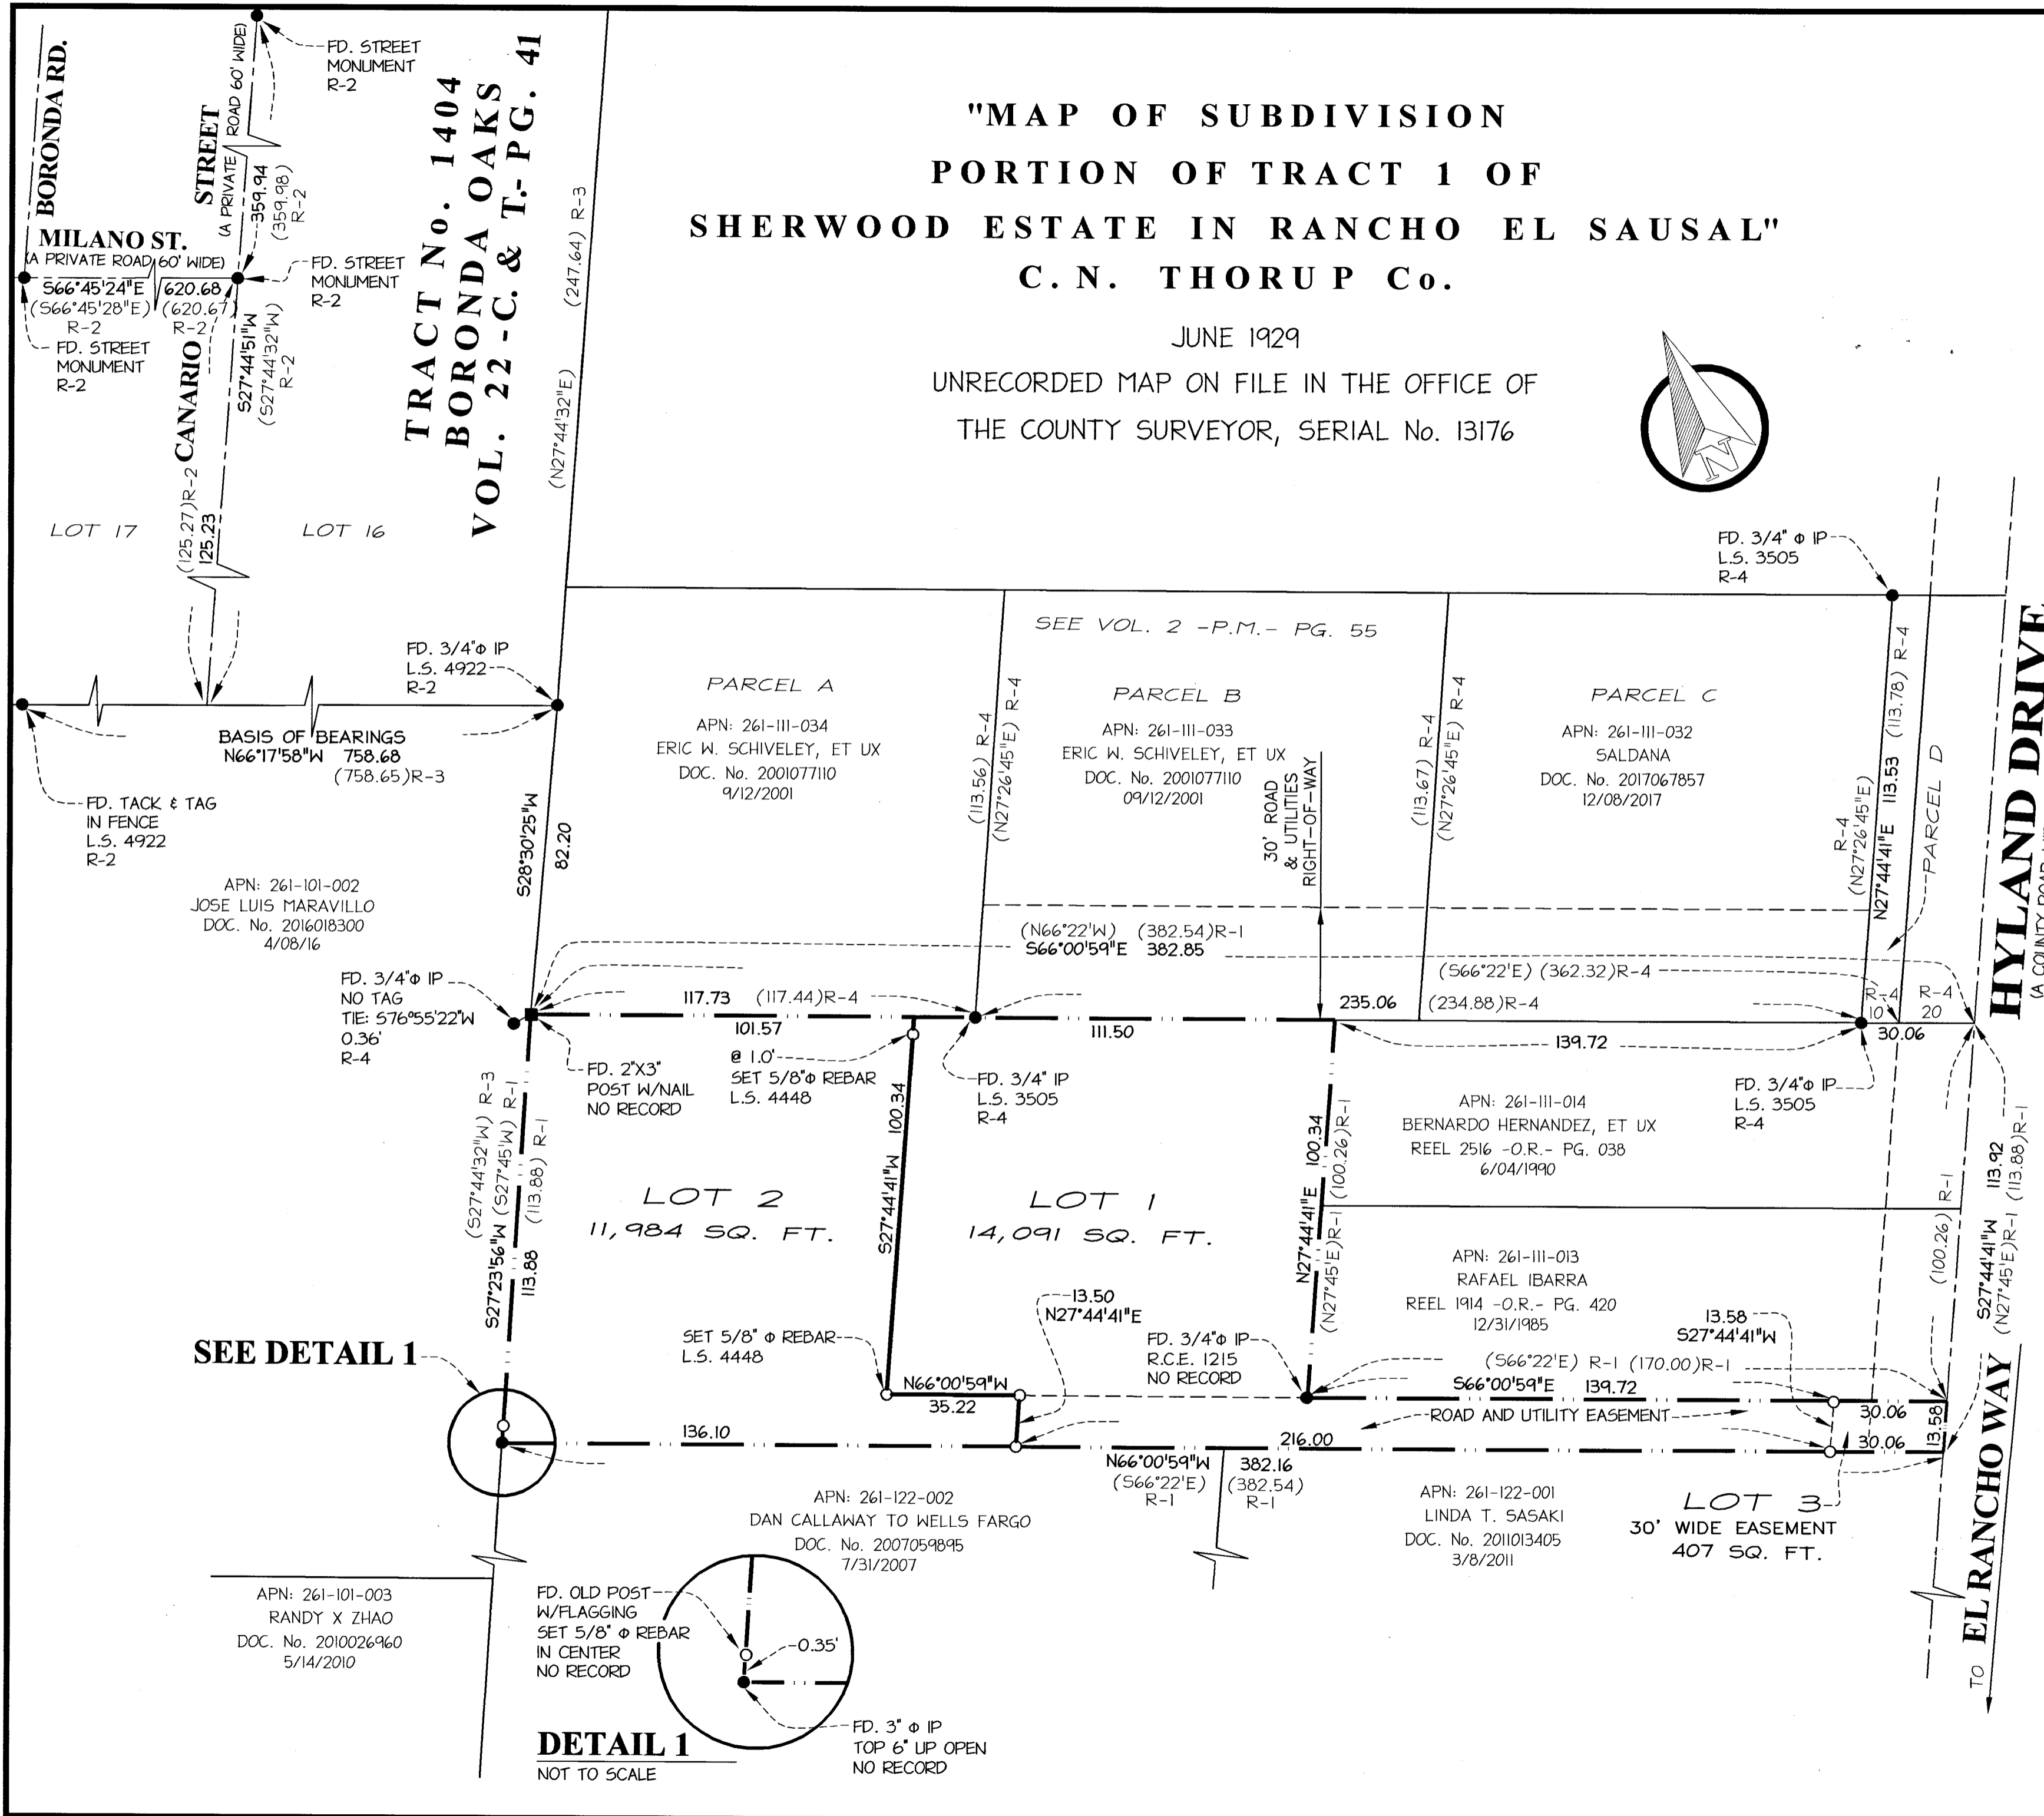 "MAP OF SUBDIVISION
PORTION OF TRACT 1 OF
SHERWOOD ESTATE IN RANCHO EL SAUSAL"
C. N. THORUP Co.
JUNE 1929
UNRECORDED MAP ON FILE IN THE OFFICE OF
THE COUNTY SURVEYOR, SERIAL No. 13176
N
BORONDA RD.
CANARIO STREET
(A PRIVATE ROAD 60' WIDE)
FD. STREET
MONUMENT
R-2
359.94
(359.98)
R-2
MILANO ST.
(A PRIVATE ROAD 60' WIDE)
S66°45'24"E 620.68
(S66°45'28"E) (620.67)
R-2 R-2
FD. STREET
MONUMENT
R-2
FD. STREET
MONUMENT
R-2
S27°44'51"W
(S27°44'32"W)
R-2
(125.27)R-2
125.23
LOT 17
LOT 16
TRACT No. 1404
BORONDA OAKS
VOL. 22 -C. & T.- PG. 41
(N27°44'32"E) (247.64) R-3
FD. 3/4"Φ IP
L.S. 4922
R-2
BASIS OF BEARINGS
N66°17'58"W 758.68
(758.65)R-3
FD. TACK & TAG
IN FENCE
L.S. 4922
R-2
APN: 261-101-002
JOSE LUIS MARAVILLO
DOC. No. 2016018300
4/08/16
S28°30'25"W
82.20
PARCEL A
APN: 261-111-034
ERIC W. SCHIVELEY, ET UX
DOC. No. 2001077110
9/12/2001
(113.56) R-4
(N27°26'45"E) R-4
SEE VOL. 2 -P.M.- PG. 55
PARCEL B
APN: 261-111-033
ERIC W. SCHIVELEY, ET UX
DOC. No. 2001077110
09/12/2001
30' ROAD
& UTILITIES
RIGHT-OF-WAY
(113.67) R-4
(N27°26'45"E) R-4
PARCEL C
APN: 261-111-032
SALDANA
DOC. No. 2017067857
12/08/2017
FD. 3/4" Φ IP
L.S. 3505
R-4
R-4
(N27°26'45"E)
N27°44'41"E 113.53 (113.78) R-4
PARCEL D
HYLAND DRIVE
(N66°22'W) (382.54)R-1
S66°00'59"E 382.85
(S66°22'E) (362.32)R-4
FD. 3/4"Φ IP
NO TAG
TIE: S76°55'22"W
0.36'
R-4
117.73 (117.44)R-4
235.06 (234.88)R-4
R-4
10
R-4
20
101.57
111.50
139.72
30.06
FD. 2"X3"
POST W/NAIL
NO RECORD
@ 1.0'
SET 5/8"Φ REBAR
L.S. 4448
FD. 3/4" IP
L.S. 3505
R-4
FD. 3/4"Φ IP
L.S. 3505
R-4
APN: 261-111-014
BERNARDO HERNANDEZ, ET UX
REEL 2516 -O.R.- PG. 038
6/04/1990
(S27°44'32"W) R-3
S27°23'56"W (S27°45'W) R-1
113.88 (113.88) R-1
LOT 2
11,984 SQ. FT.
S27°44'41"W 100.34
LOT 1
14,091 SQ. FT.
N27°44'41"E 100.34
(N27°45'E)R-1 (100.26)R-1
(100.26) R-1
S27°44'41"W 113.92
(N27°45'E)R-1 (113.88)R-1
APN: 261-111-013
RAFAEL IBARRA
REEL 1914 -O.R.- PG. 420
12/31/1985
13.50
N27°44'41"E
13.58
S27°44'41"W
SEE DETAIL 1
SET 5/8" Φ REBAR
L.S. 4448
FD. 3/4"Φ IP
R.C.E. 1215
NO RECORD
(S66°22'E) R-1 (170.00)R-1
S66°00'59"E 139.72
N66°00'59"W
35.22
ROAD AND UTILITY EASEMENT
30.06
13.58
30.06
136.10
216.00
N66°00'59"W 382.16
(S66°22'E) (382.54)
R-1 R-1
APN: 261-122-002
DAN CALLAWAY TO WELLS FARGO
DOC. No. 2007059895
7/31/2007
APN: 261-122-001
LINDA T. SASAKI
DOC. No. 2011013405
3/8/2011
LOT 3
30' WIDE EASEMENT
407 SQ. FT.
TO EL RANCHO WAY
APN: 261-101-003
RANDY X ZHAO
DOC. No. 2010026960
5/14/2010
FD. OLD POST
W/FLAGGING
SET 5/8" Φ REBAR
IN CENTER
NO RECORD
0.35'
FD. 3" Φ IP
TOP 6" UP OPEN
NO RECORD
DETAIL 1
NOT TO SCALE